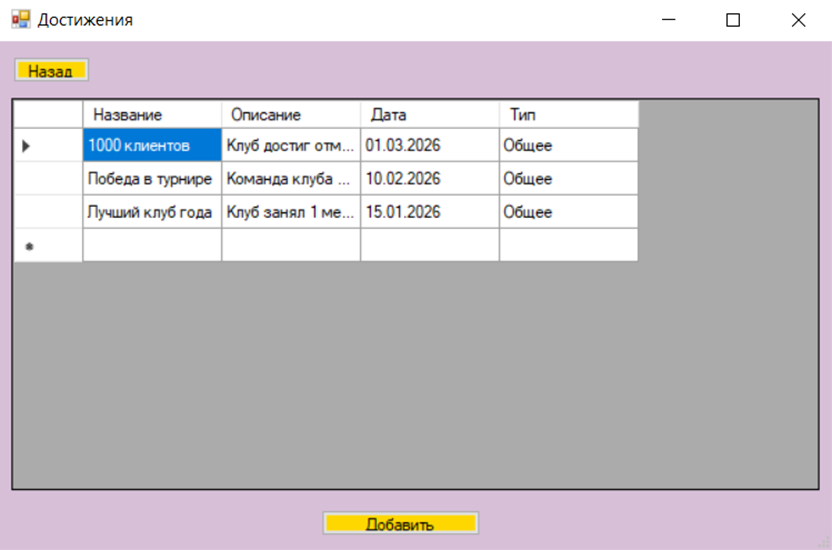 Достижения
Назад
Название Описание Дата Тип
1000 клиентов Клуб достиг отм... 01.03.2026 Общее
Победа в турнире Команда клуба ... 10.02.2026 Общее
Лучший клуб года Клуб занял 1 ме... 15.01.2026 Общее
Добавить